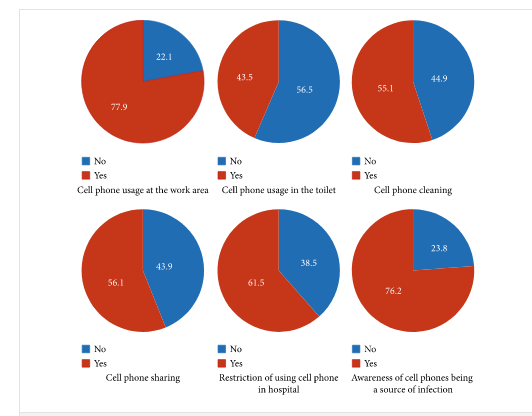 22.1
77.9
No
Yes
Cell phone usage at the work area
43.5
56.5
No
Yes
Cell phone usage in the toilet
55.1
44.9
No
Yes
Cell phone cleaning
56.1
43.9
No
Yes
Cell phone sharing
61.5
38.5
No
Yes
Restriction of using cell phone
in hospital
23.8
76.2
No
Yes
Awareness of cell phones being
a source of infection